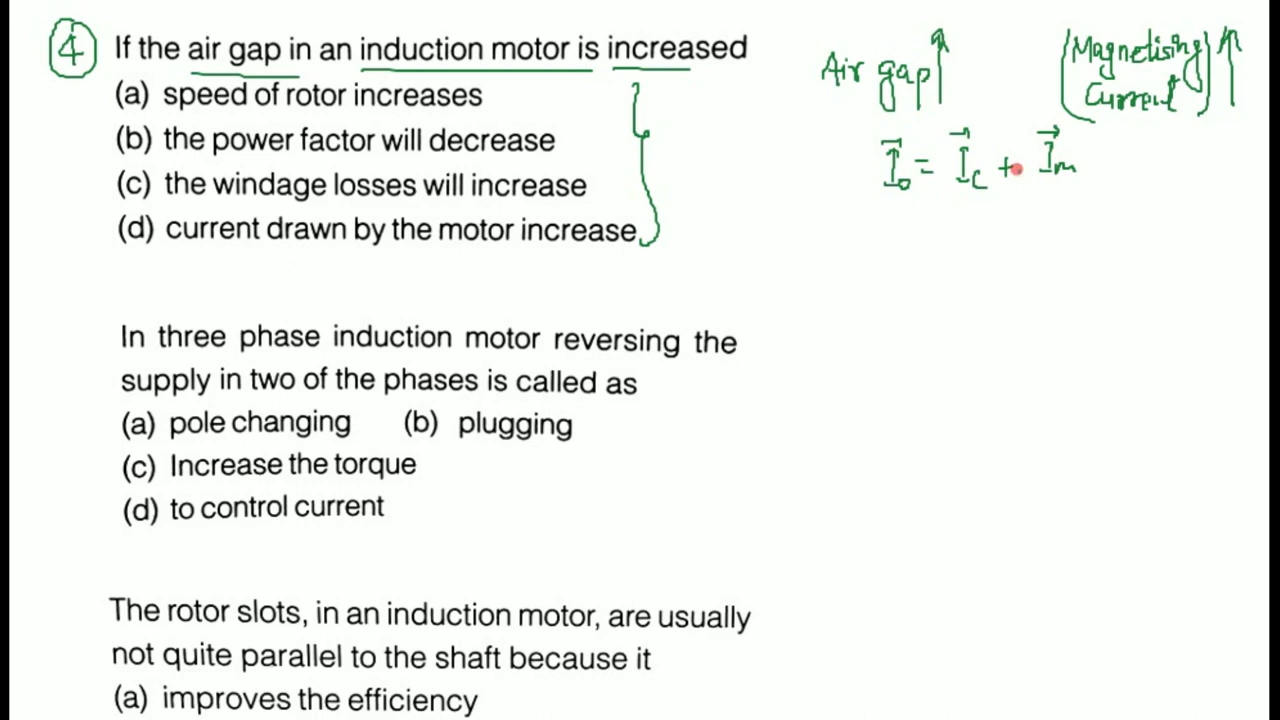 ④ If the air gap in an induction motor is increased
(a) speed of rotor increases
(b) the power factor will decrease
(c) the windage losses will increase
(d) current drawn by the motor increase
Air gap ↑ (Magnetising Current) ↑
I⃗₀ = I⃗c + I⃗m
In three phase induction motor reversing the
supply in two of the phases is called as
(a) pole changing (b) plugging
(c) Increase the torque
(d) to control current
The rotor slots, in an induction motor, are usually
not quite parallel to the shaft because it
(a) improves the efficiency